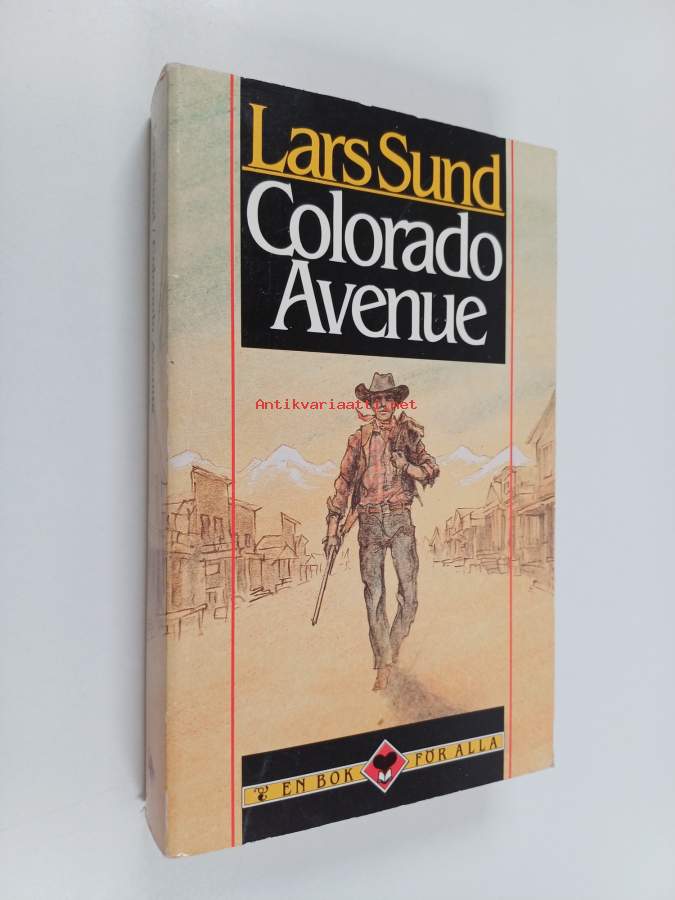 Lars Sund
Colorado
Avenue
Antikvariaatti.net
EN BOK FÖR ALLA